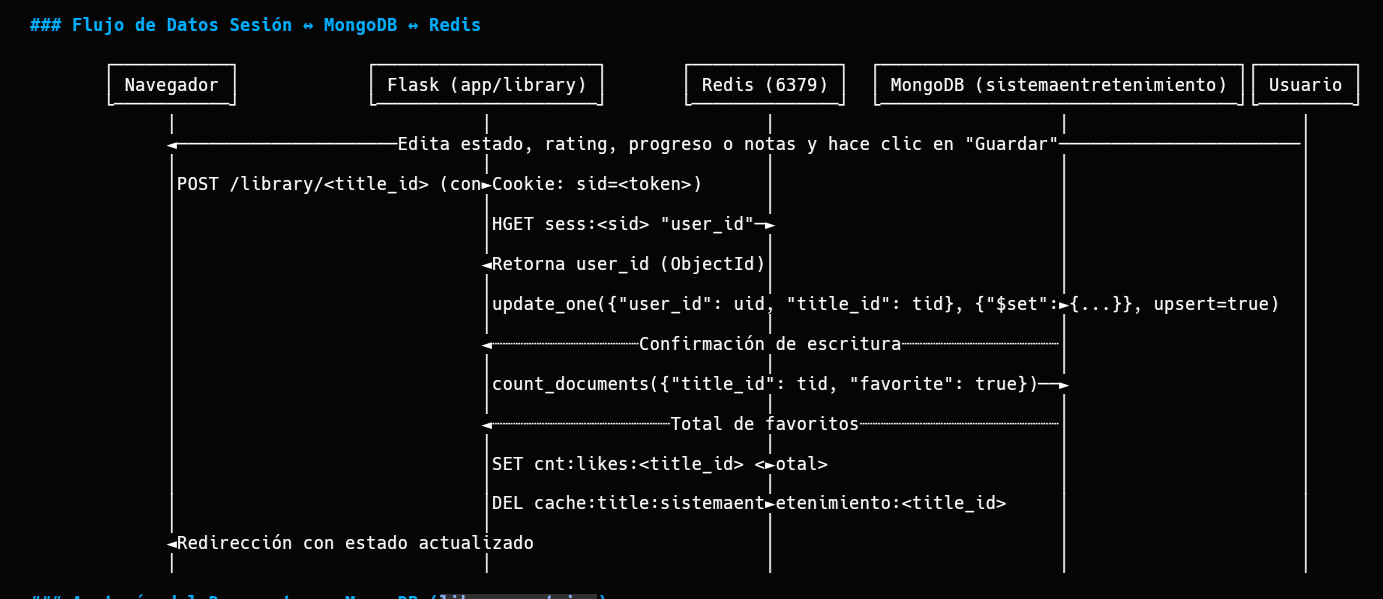 ### Flujo de Datos Sesión ↔ MongoDB ↔ Redis
Navegador Flask (app/library) Redis (6379) MongoDB (sistemaentretenimiento) Usuario
Edita estado, rating, progreso o notas y hace clic en "Guardar"
POST /library/<title_id> (con►Cookie: sid=<token>)
HGET sess:<sid> "user_id"
Retorna user_id (ObjectId)
update_one({"user_id": uid, "title_id": tid}, {"$set":►{...}}, upsert=true)
Confirmación de escritura
count_documents({"title_id": tid, "favorite": true})
Total de favoritos
SET cnt:likes:<title_id> <►otal>
DEL cache:title:sistemaent►etenimiento:<title_id>
Redirección con estado actualizado